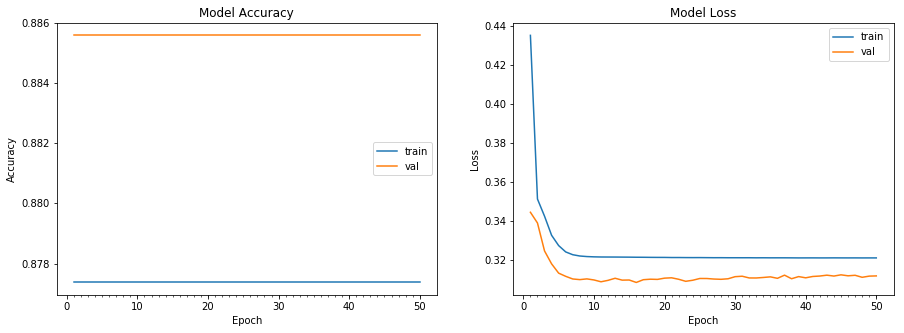 Model Accuracy
0.886
0.884
0.882
0.880
0.878
Accuracy
train
val
0 10 20 30 40 50
Epoch
Model Loss
0.44
0.42
0.40
0.38
0.36
0.34
0.32
Loss
train
val
0 10 20 30 40 50
Epoch